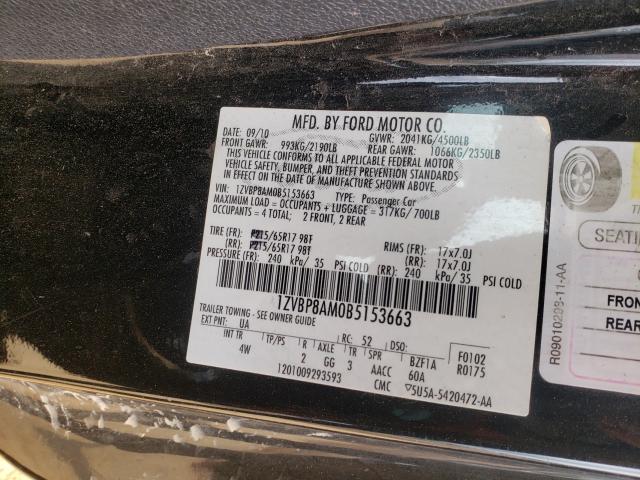 MFD. BY FORD MOTOR CO.
09/10 GVWR: 2041KG/4500LB
FRONT GAWR: 993KG/2190LB REAR GAWR: 1066KG/2350LB
THIS VEHICLE CONFORMS TO ALL APPLICABLE FEDERAL MOTOR
VEHICLE SAFETY, BUMPER, AND THEFT PREVENTION STANDARDS
IN EFFECT ON THE DATE OF MANUFACTURE SHOWN ABOVE.
1ZVBP8AM0B5153663 TYPE: Passenger Car
MAXIMUM LOAD = OCCUPANTS + LUGGAGE = 317KG/700LB
OCCUPANTS = 4 TOTAL; 2 FRONT, 2 REAR
TIRE (FR): P215/65R17 98T RIMS (FR): 17x7.0J
(RR): P215/65R17 98T (RR): 17x7.0J
PRESSURE (FR): 240 kPa/35 PSI COLD (RR): 240 kPa/35 PSI COLD
1ZVBP8AM0B5153663
TRAILER TOWING - SEE OWNER GUIDE
EXT PNT: UA RC: 52 DSO:
INT TR TP/PS R AXLE TR SPR BZF1A F0102
4W 2 GG 3 AACC 60A R0175
1201009293593 CMC 5U5A-5420472-AA
SEATI
FRON
REAR
R09010298-11-AA